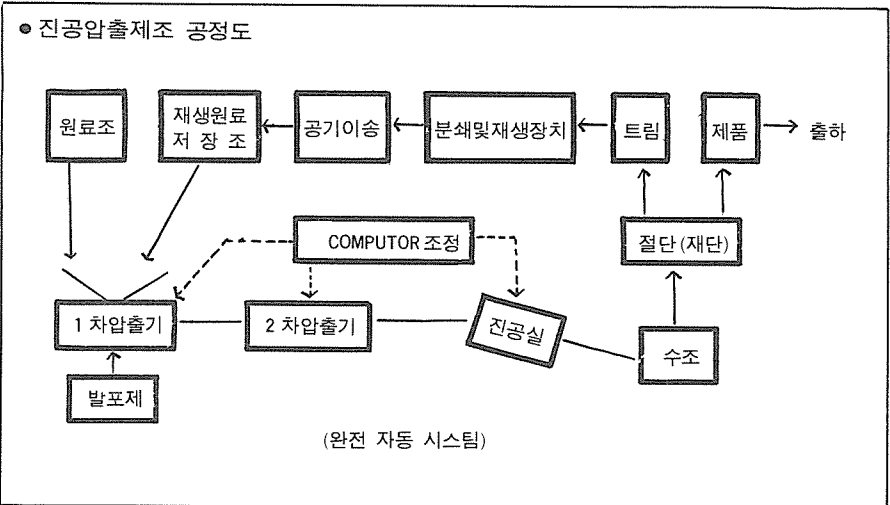 ● 진공압출제조 공정도
원료조
재생원료
저 장 조
공기이송
분쇄및재생장치
트림
제품
출하
COMPUTOR 조정
절단(재단)
1 차압출기
2 차압출기
진공실
수조
발포제
(완전 자동 시스팀)